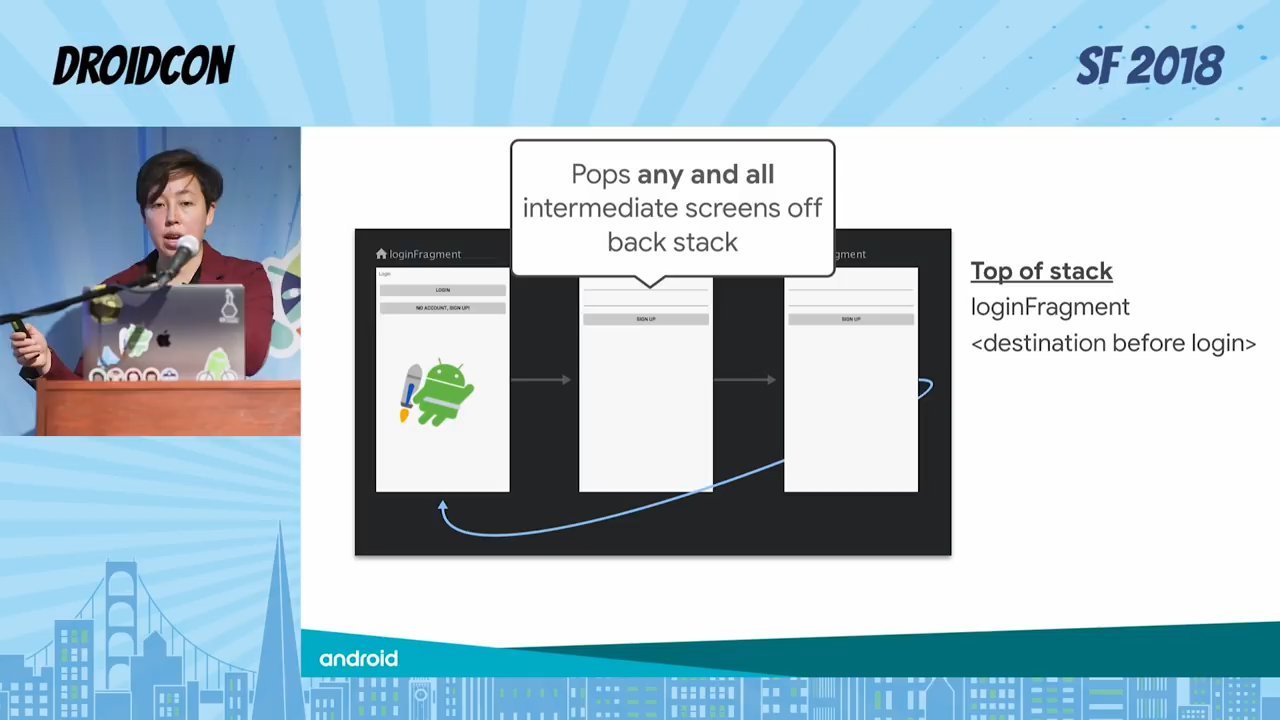 DROIDCON
SF 2018
Pops any and all
intermediate screens off
back stack
loginFragment
gment
Login
LOGIN
NO ACCOUNT, SIGN UP!
SIGN UP
SIGN UP
Top of stack
loginFragment
<destination before login>
android